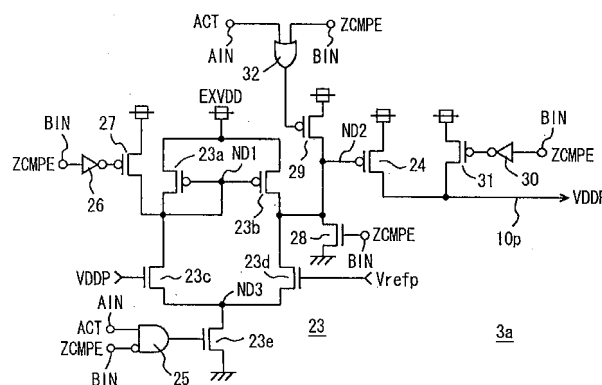 ACT
ZCMPE
AIN
BIN
32
EXVDD
BIN
27
23a
ND1
29
ND2
24
BIN
ZCMPE
26
23b
31
30
ZCMPE
VDDP
10p
28
ZCMPE
BIN
VDDP
23c
23d
Vrefp
AIN
ND3
ACT
23
3a
ZCMPE
25
23e
BIN